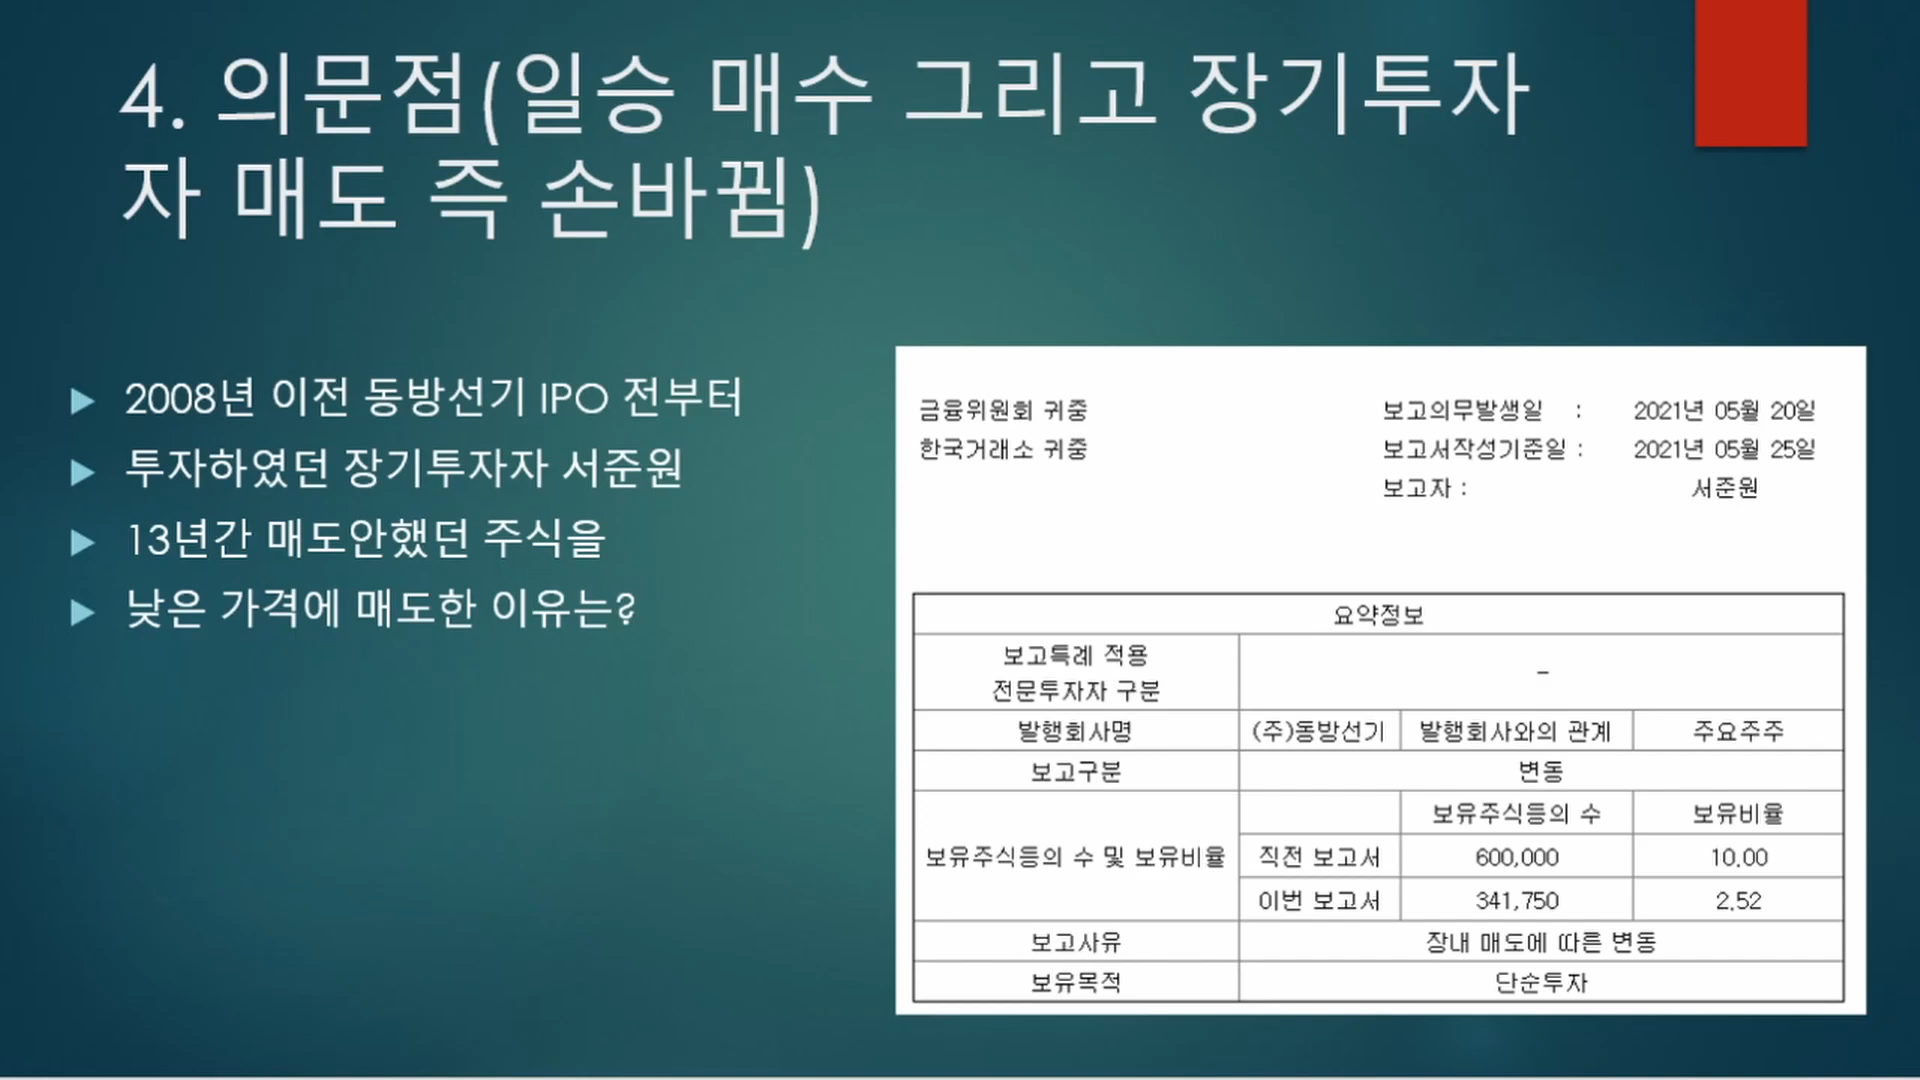 4. 의문점(일승 매수 그리고 장기투자
자 매도 즉 손바뀜)
2008년 이전 동방선기 IPO 전부터
투자하였던 장기투자자 서준원
13년간 매도안했던 주식을
낮은 가격에 매도한 이유는?
금융위원회 귀중 보고의무발생일 : 2021년 05월 20일
한국거래소 귀중 보고서작성기준일 : 2021년 05월 25일
보고자 : 서준원
요약정보
보고특례 적용
전문투자자 구분 -
발행회사명 (주)동방선기 발행회사와의 관계 주요주주
보고구분 변동
보유주식등의 수 보유비율
보유주식등의 수 및 보유비율 직전 보고서 600,000 10.00
이번 보고서 341,750 2.52
보고사유 장내 매도에 따른 변동
보유목적 단순투자